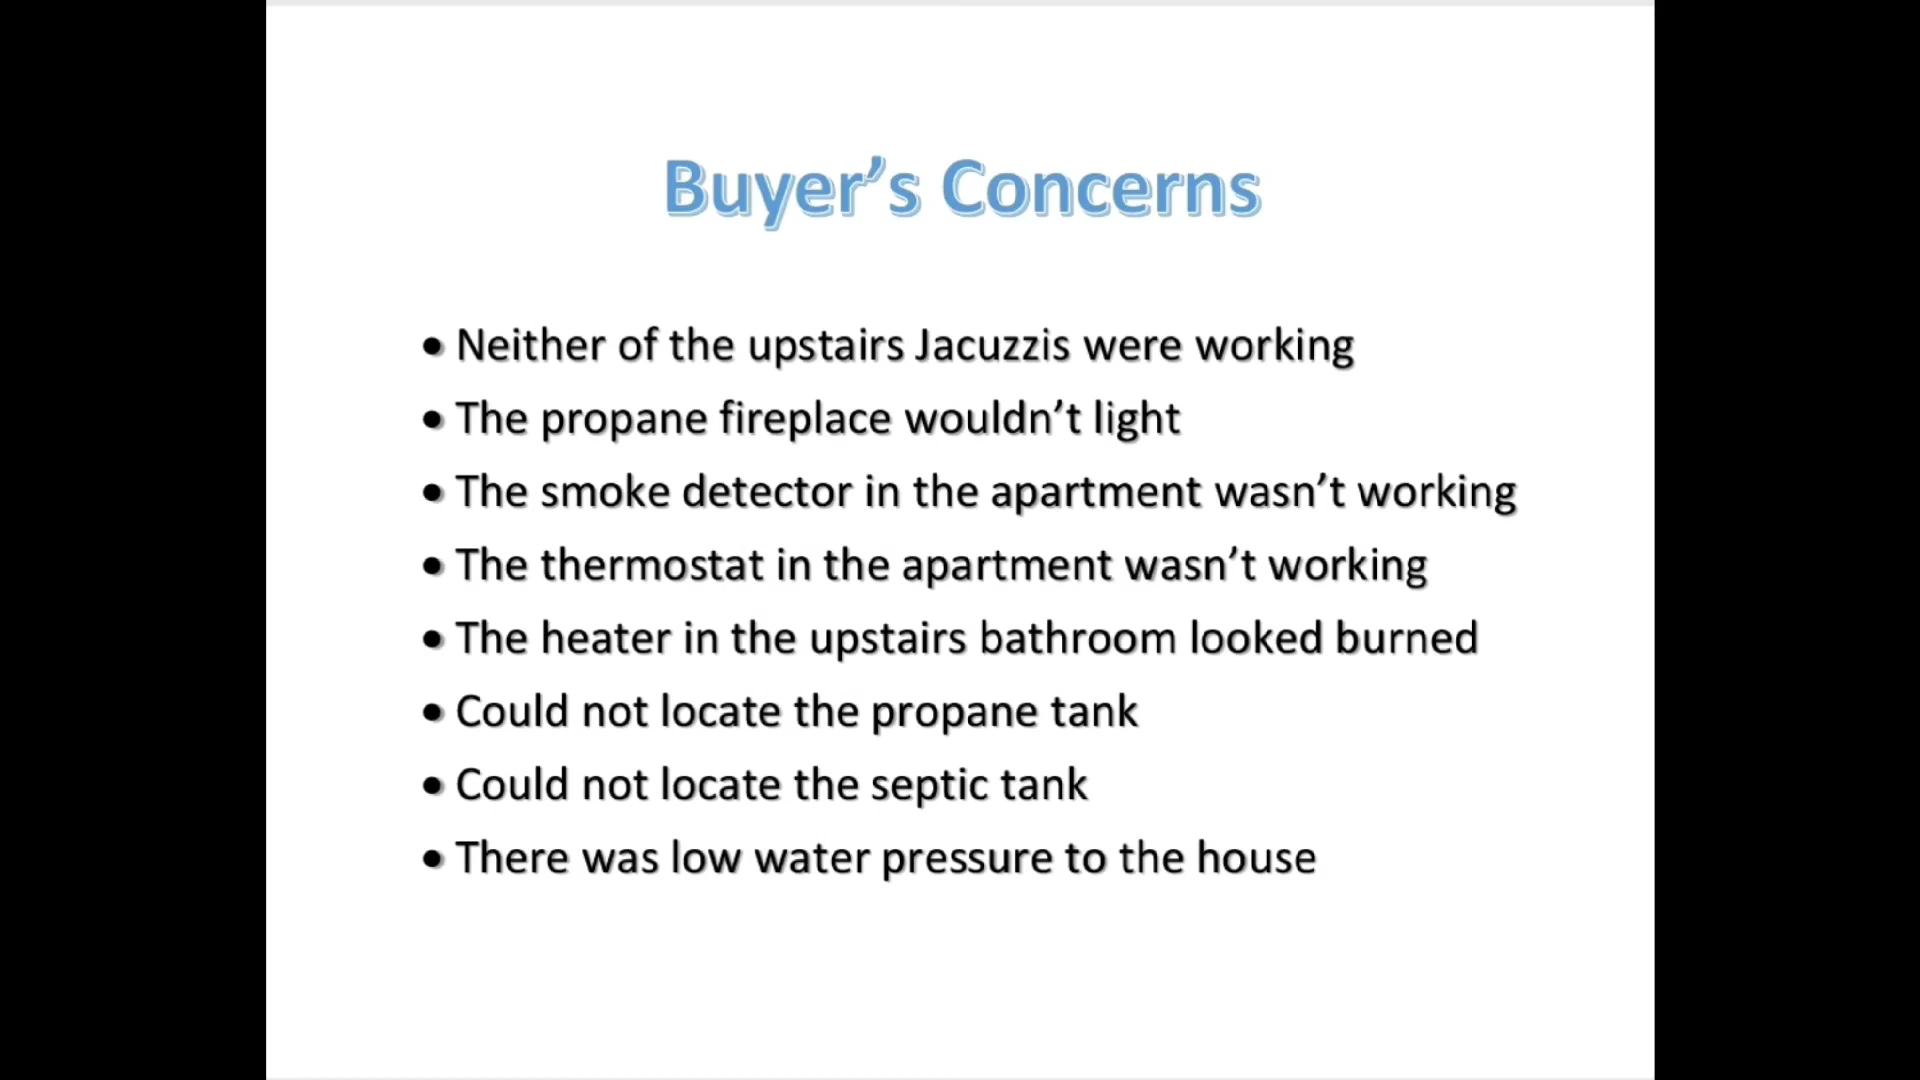 Buyer’s Concerns
• Neither of the upstairs Jacuzzis were working
• The propane fireplace wouldn’t light
• The smoke detector in the apartment wasn’t working
• The thermostat in the apartment wasn’t working
• The heater in the upstairs bathroom looked burned
• Could not locate the propane tank
• Could not locate the septic tank
• There was low water pressure to the house